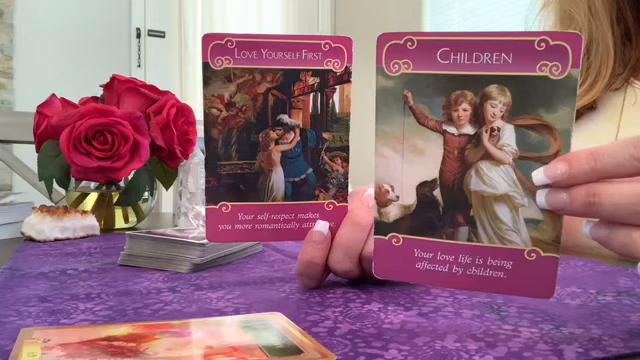 LOVE YOURSELF FIRST
Your self-respect makes
you more romantically attractive.
CHILDREN
Your love life is being
affected by children.